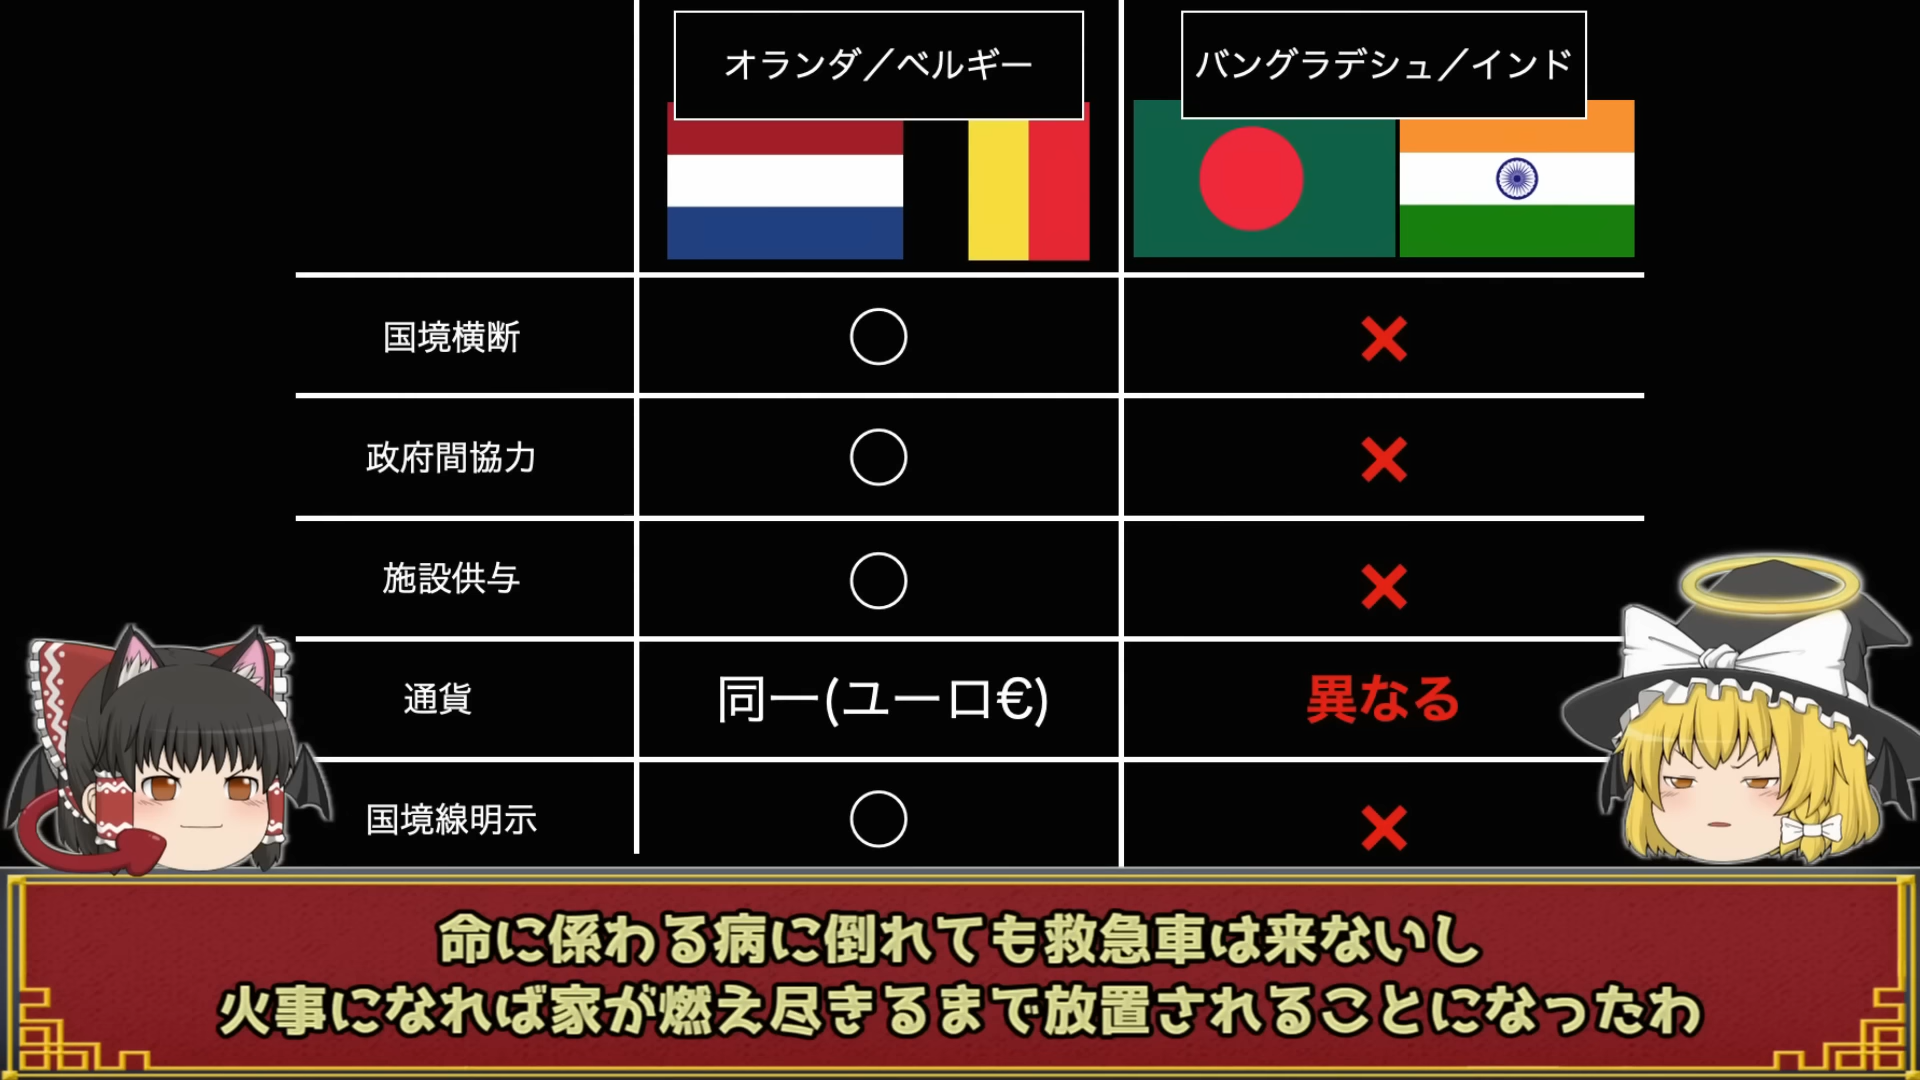 オランダ／ベルギー
バングラデシュ／インド
国境横断 ◯ ×
政府間協力 ◯ ×
施設供与 ◯ ×
通貨 同一(ユーロ€) 異なる
国境線明示 ◯ ×
命に係わる病に倒れても救急車は来ないし
火事になれば家が燃え尽きるまで放置されることになったわ